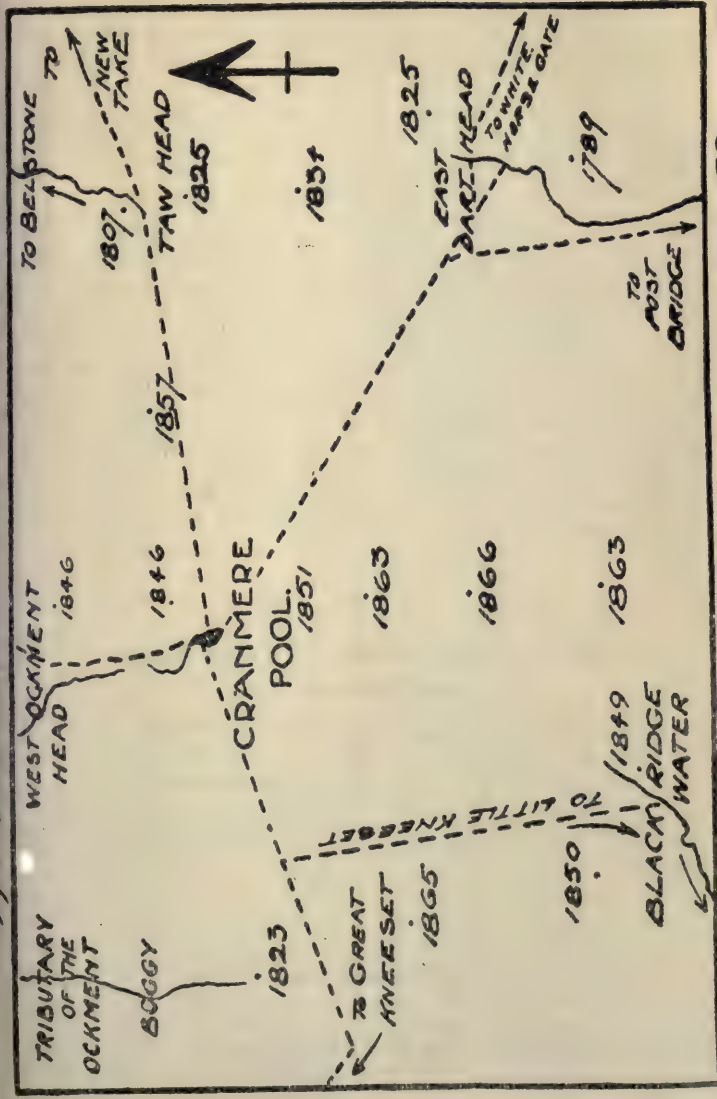 TRIBUTARY
OF THE
OCKMENT
BOGGY
WEST OCKMENT
HEAD
1846
1846
TO BELSTONE
TO
NEW
TAKE
1807
TAW HEAD
1825
1857
1834
CRANMERE
POOL.
1851
1823
TO GREAT
KNEESET
TO LITTLE KNEESET
1865
1863
1866
1863
1825
EAST
DART HEAD
TO WHITE
HORSE GATE
1789
TO
POST
BRIDGE
1850
1849
BLACK RIDGE
WATER